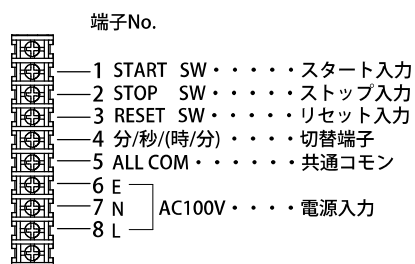 端子No.
1 START SW・・・・・スタート入力
2 STOP SW・・・・・ストップ入力
3 RESET SW・・・・・リセット入力
4 分/秒/(時/分)・・・・切替端子
5 ALL COM・・・・・・共通コモン
6 E
7 N AC100V・・・・電源入力
8 L